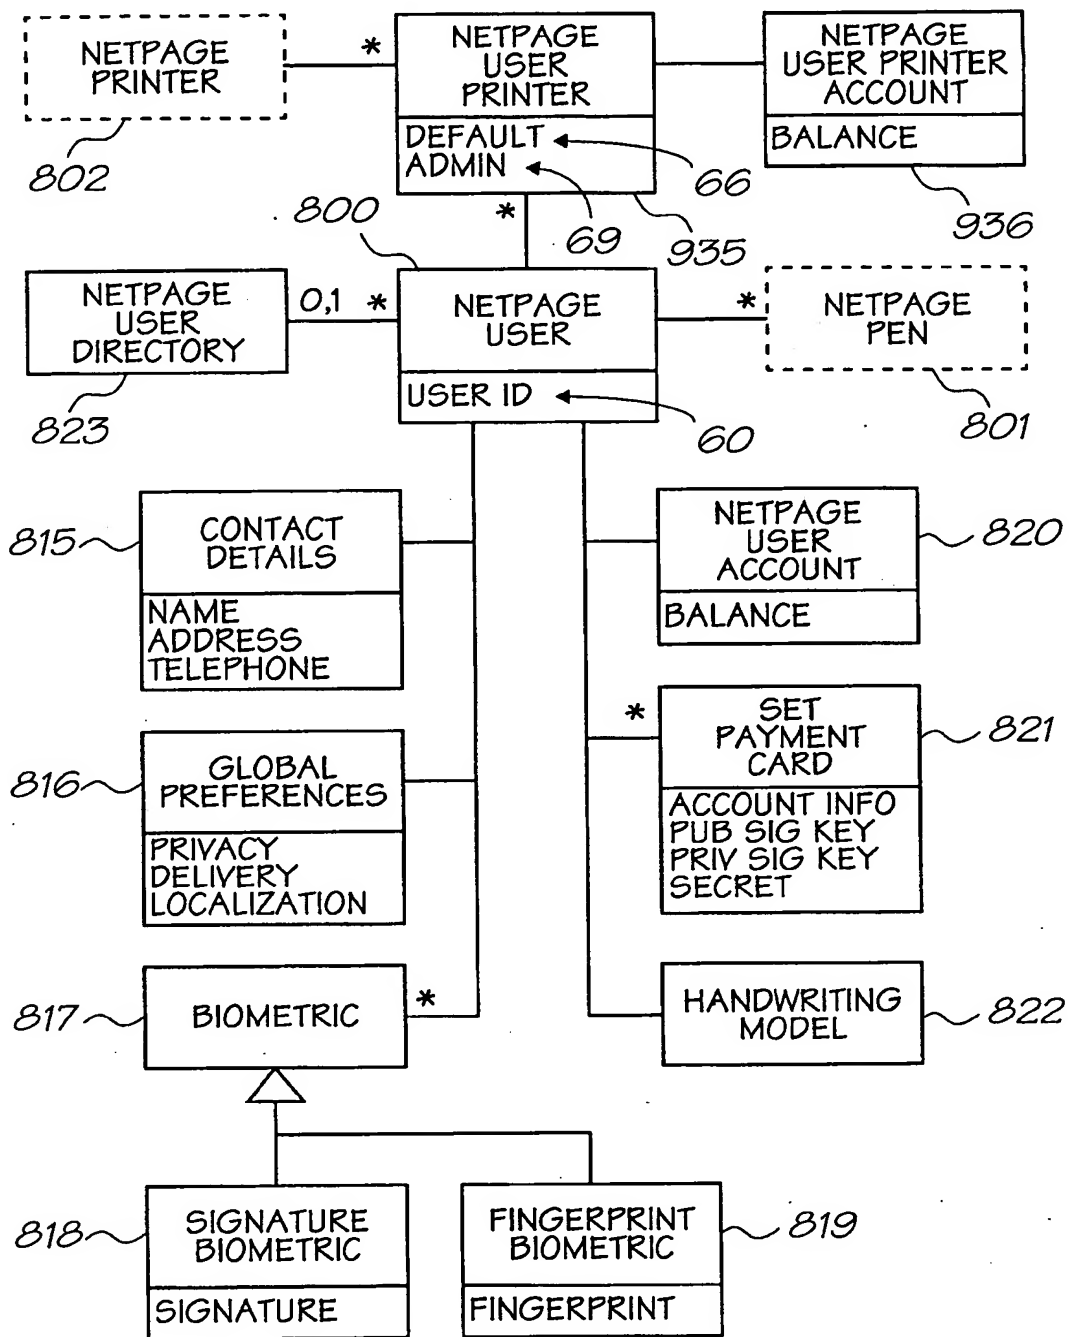 NETPAGE
PRINTER
802
*
NETPAGE
USER
PRINTER
DEFAULT
ADMIN
66
69
935
NETPAGE
USER PRINTER
ACCOUNT
BALANCE
936
*
800
NETPAGE
USER
DIRECTORY
823
0,1
*
NETPAGE
USER
USER ID
60
*
NETPAGE
PEN
801
815
CONTACT
DETAILS
NAME
ADDRESS
TELEPHONE
NETPAGE
USER
ACCOUNT
BALANCE
820
816
GLOBAL
PREFERENCES
PRIVACY
DELIVERY
LOCALIZATION
*
SET
PAYMENT
CARD
ACCOUNT INFO
PUB SIG KEY
PRIV SIG KEY
SECRET
821
817
BIOMETRIC
*
HANDWRITING
MODEL
822
818
SIGNATURE
BIOMETRIC
SIGNATURE
FINGERPRINT
BIOMETRIC
FINGERPRINT
819